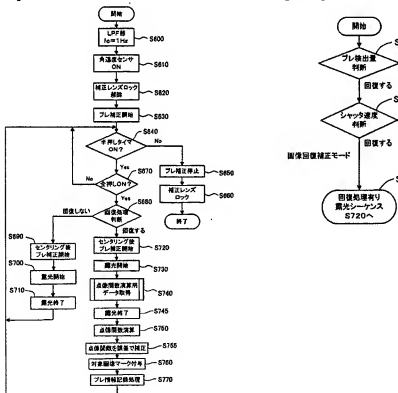 開始
LPF部
fc=1Hz
S600
角速度センサ
ON
S610
補正レンズロック
解除
S620
ブレ補正開始
S630
半押しタイマ
ON?
S640
No
Yes
ブレ補正停止
S650
補正レンズ
ロック
S660
終了
全押しON?
S670
No
Yes
回復処理
判断
S680
回復しない
回復する
S690
センタリング後
ブレ補正開始
S700
露光開始
S710
露光終了
センタリング後
ブレ補正開始
S720
露光開始
S730
点像関数演算用
データ取得
S740
露光終了
S745
点像関数演算
S750
点像関数を誤差で補正
S755
対象画像マーク付与
S760
ブレ情報記録処理
S770
開始
ブレ検出量
判断
回復する
シャッタ速度
判断
回復する
画像回復補正モード
回復処理有り
露光シーケンス
S720へ